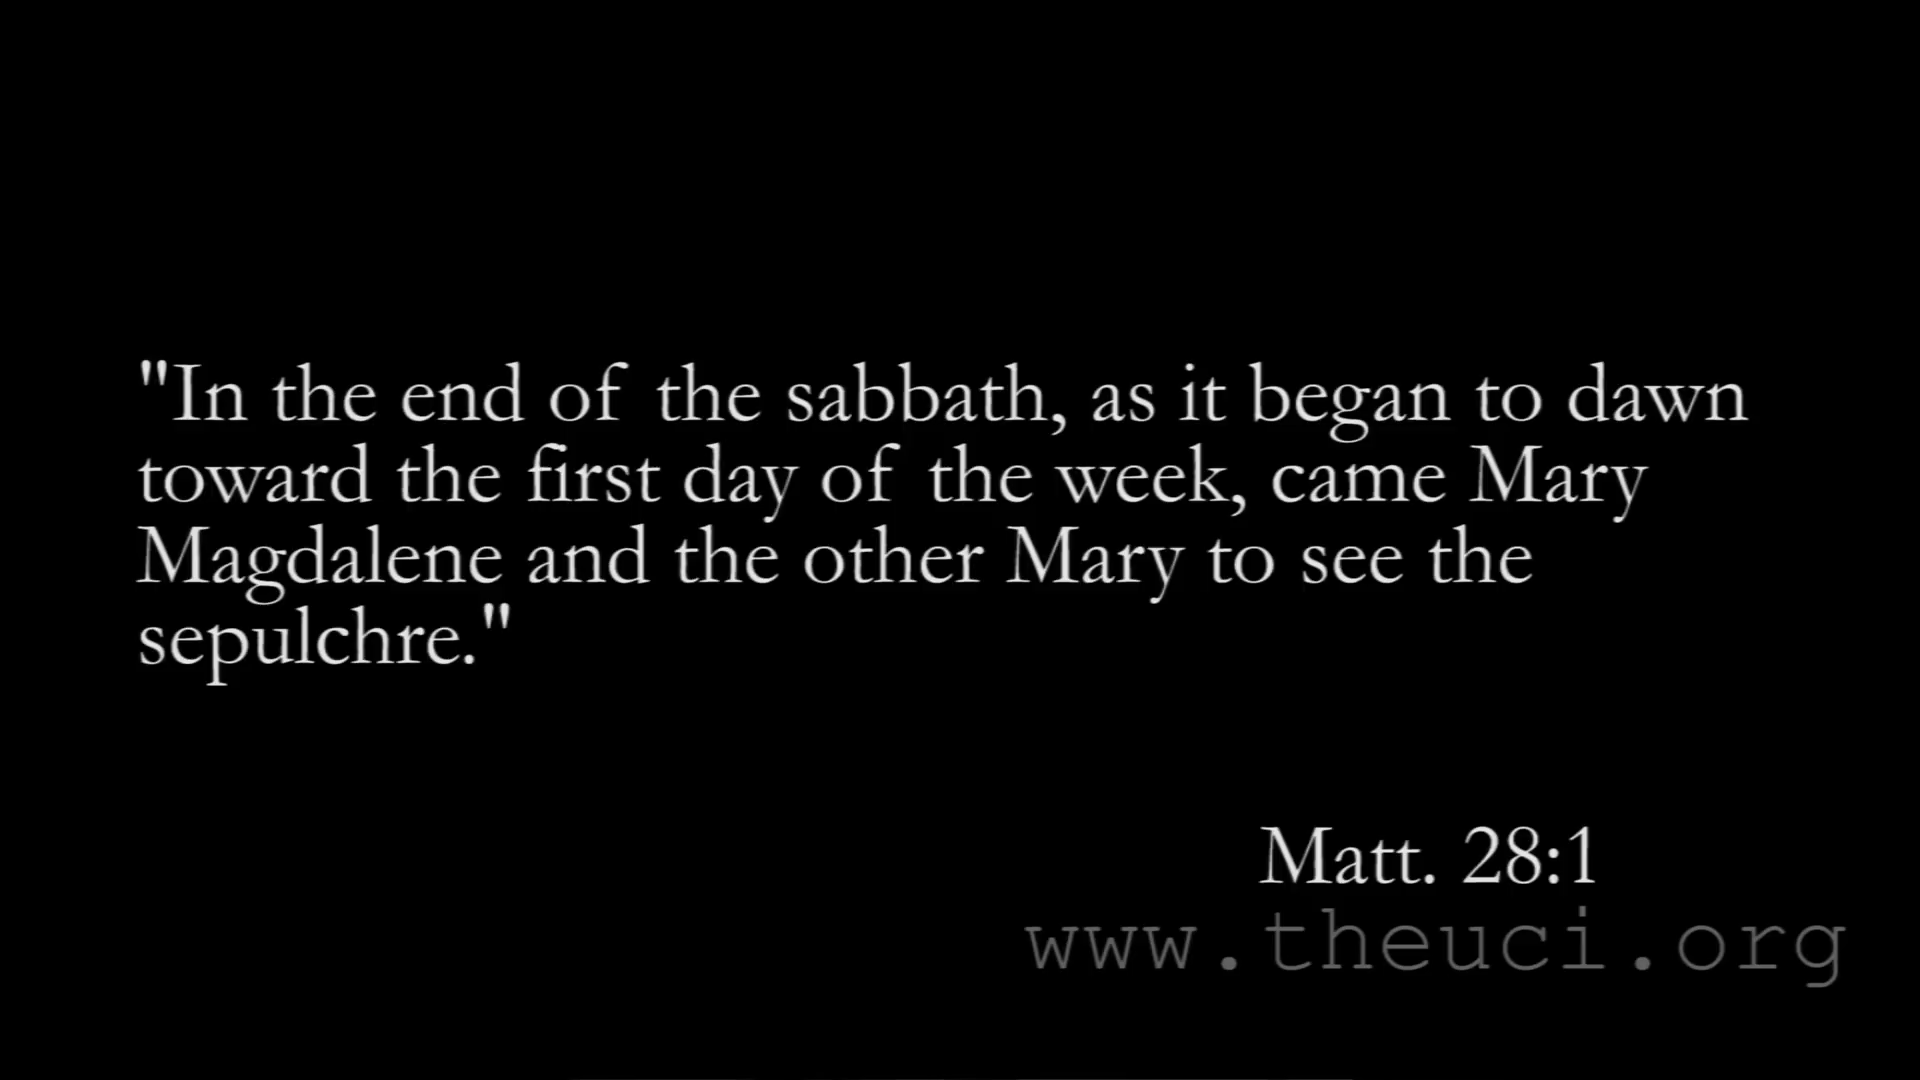 "In the end of the sabbath, as it began to dawn
toward the first day of the week, came Mary
Magdalene and the other Mary to see the
sepulchre."
Matt. 28:1
www.theuci.org